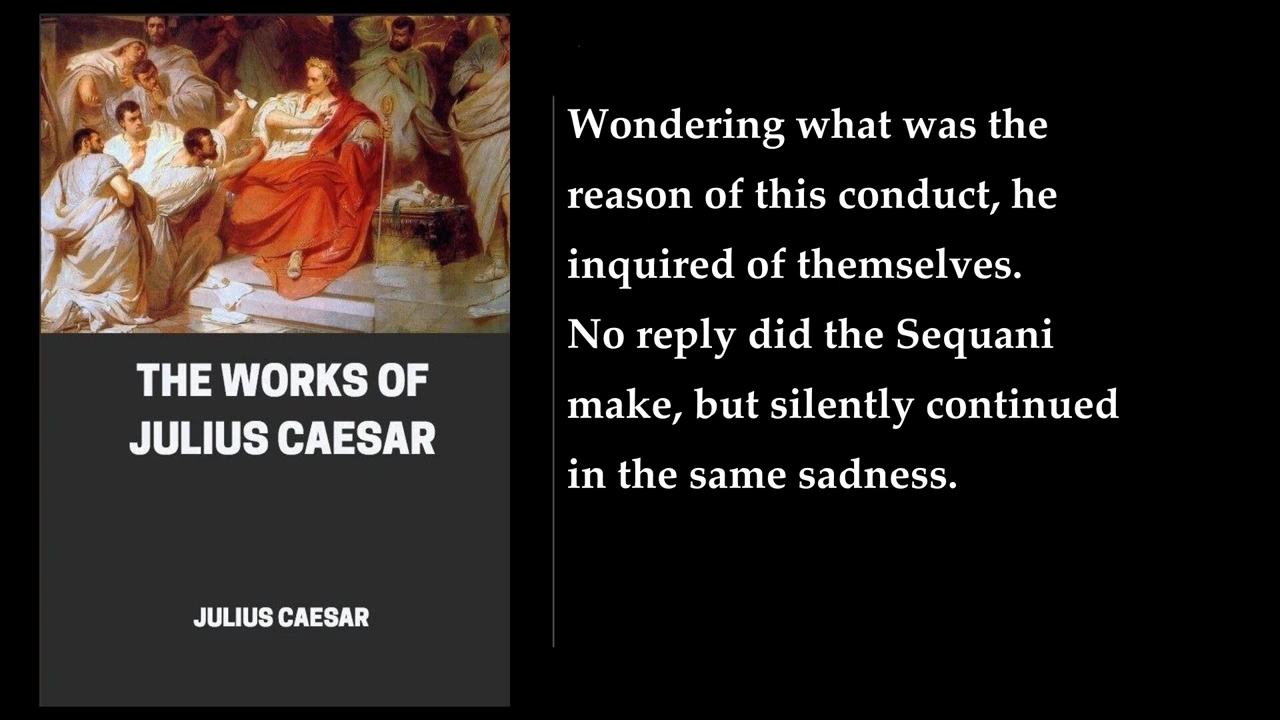 THE WORKS OF
JULIUS CAESAR
JULIUS CAESAR
Wondering what was the
reason of this conduct, he
inquired of themselves.
No reply did the Sequani
make, but silently continued
in the same sadness.